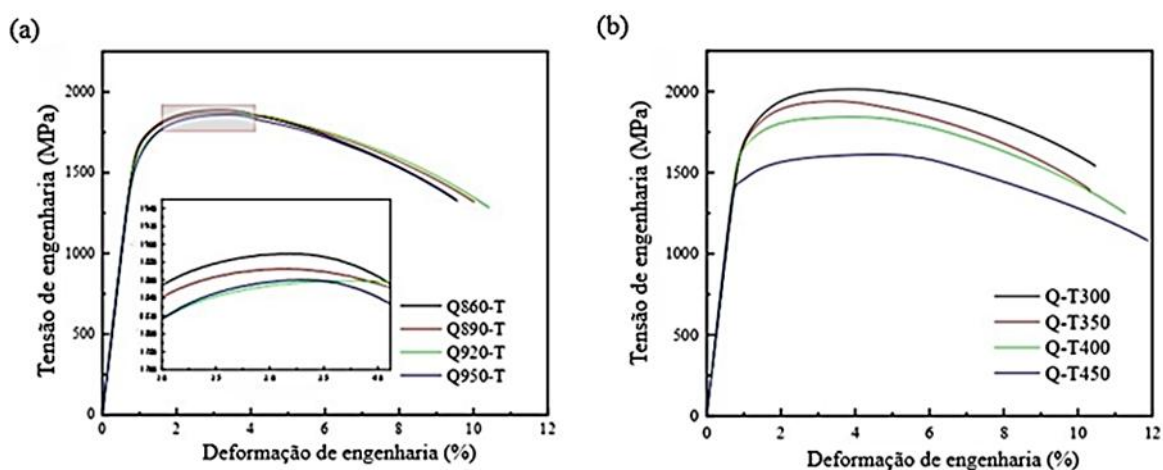 (a)
Tensão de engenharia (MPa)
2000
1500
1000
500
0
0 2 4 6 8 10 12
Deformação de engenharia (%)
Q860-T
Q890-T
Q920-T
Q950-T
(b)
Tensão de engenharia (MPa)
2000
1500
1000
500
0
0 2 4 6 8 10 12
Deformação de engenharia (%)
Q-T300
Q-T350
Q-T400
Q-T450